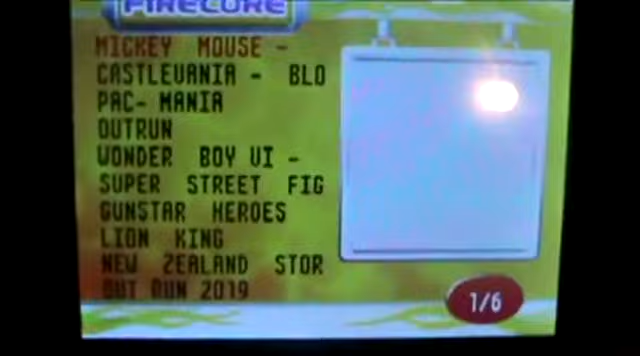 FIRECORE
MICKEY MOUSE -
CASTLEVANIA - BLO
PAC- MANIA
OUTRUN
WONDER BOY VI -
SUPER STREET FIG
GUNSTAR HEROES
LION KING
NEW ZEALAND STOR
OUT RUN 2019
1/6